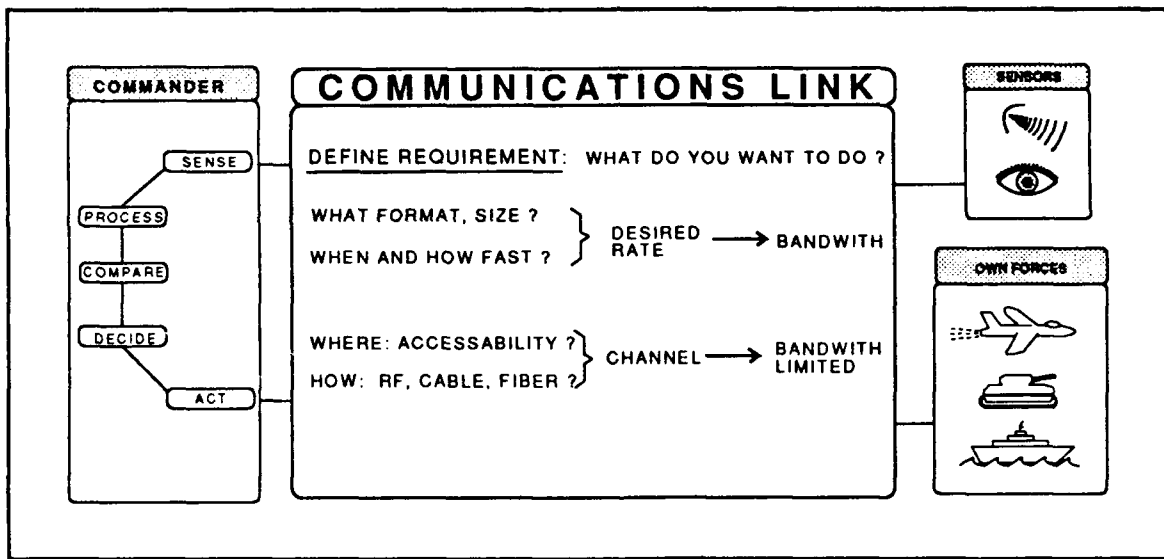 COMMANDER
SENSE
PROCESS
COMPARE
DECIDE
ACT
COMMUNICATIONS LINK
DEFINE REQUIREMENT: WHAT DO YOU WANT TO DO ?
WHAT FORMAT, SIZE ?
WHEN AND HOW FAST ?
DESIRED
RATE
BANDWITH
WHERE: ACCESSABILITY ?
HOW: RF, CABLE, FIBER ?
CHANNEL
BANDWITH
LIMITED
SENSORS
OWN FORCES